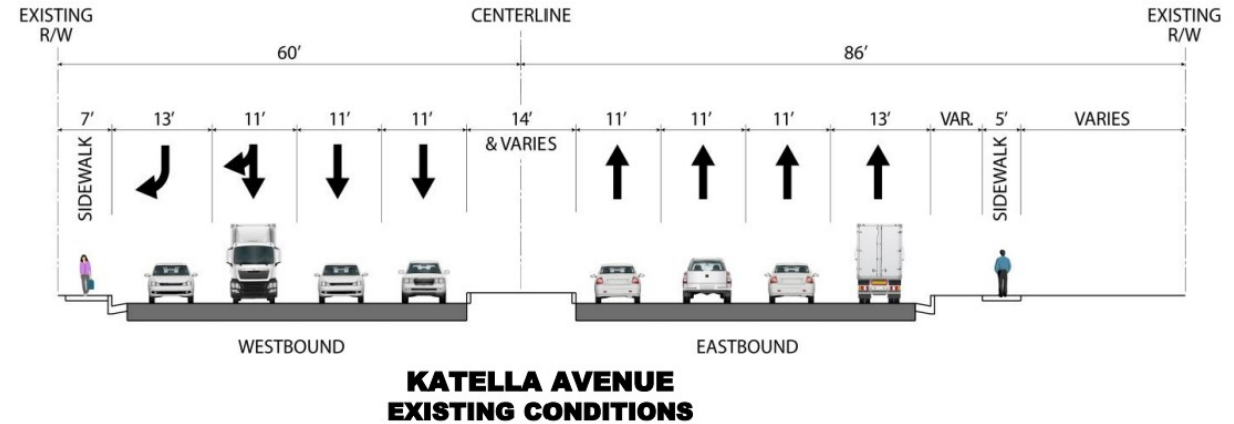 EXISTING
R/W
CENTERLINE
EXISTING
R/W
60’
86’
7’
13’
11’
11’
11’
14’
& VARIES
11’
11’
11’
13’
VAR.
5’
VARIES
SIDEWALK
SIDEWALK
WESTBOUND
EASTBOUND
KATELLA AVENUE
EXISTING CONDITIONS